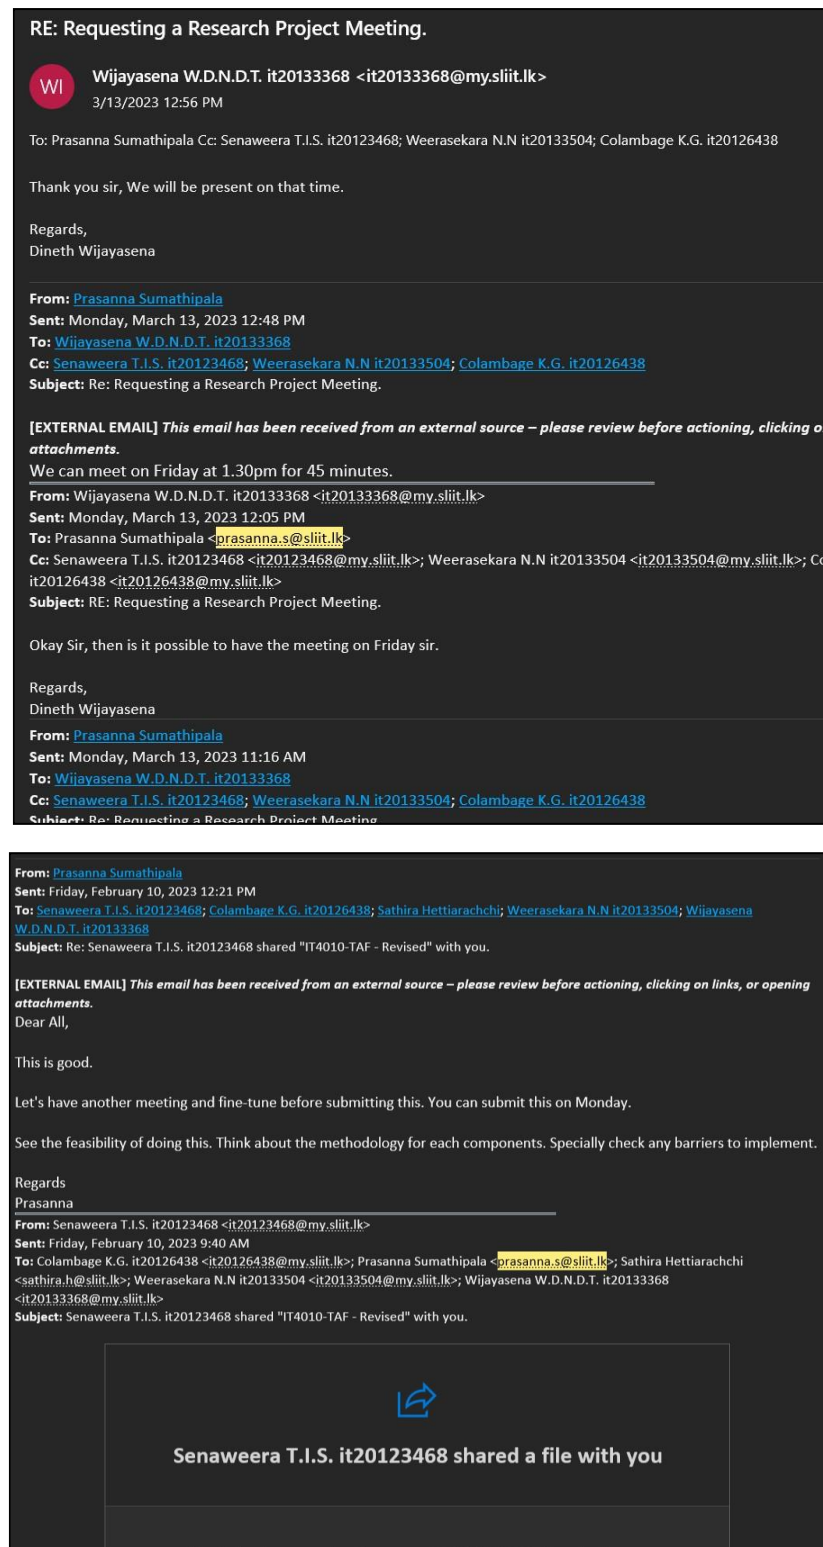 RE: Requesting a Research Project Meeting.
WI
Wijayasena W.D.N.D.T. it20133368 <it20133368@my.sliit.lk>
3/13/2023 12:56 PM
To: Prasanna Sumathipala Cc: Senaweera T.I.S. it20123468; Weerasekara N.N it20133504; Colambage K.G. it20126438
Thank you sir, We will be present on that time.
Regards,
Dineth Wijayasena
From: Prasanna Sumathipala
Sent: Monday, March 13, 2023 12:48 PM
To: Wijayasena W.D.N.D.T. it20133368
Cc: Senaweera T.I.S. it20123468; Weerasekara N.N it20133504; Colambage K.G. it20126438
Subject: Re: Requesting a Research Project Meeting.
[EXTERNAL EMAIL] This email has been received from an external source – please review before actioning, clicking o
attachments.
We can meet on Friday at 1.30pm for 45 minutes.
From: Wijayasena W.D.N.D.T. it20133368 <it20133368@my.sliit.lk>
Sent: Monday, March 13, 2023 12:05 PM
To: Prasanna Sumathipala <prasanna.s@sliit.lk>
Cc: Senaweera T.I.S. it20123468 <it20123468@my.sliit.lk>; Weerasekara N.N it20133504 <it20133504@my.sliit.lk>; Co
it20126438 <it20126438@my.sliit.lk>
Subject: RE: Requesting a Research Project Meeting.
Okay Sir, then is it possible to have the meeting on Friday sir.
Regards,
Dineth Wijayasena
From: Prasanna Sumathipala
Sent: Monday, March 13, 2023 11:16 AM
To: Wijayasena W.D.N.D.T. it20133368
Cc: Senaweera T.I.S. it20123468; Weerasekara N.N it20133504; Colambage K.G. it20126438
Subject: Re: Requesting a Research Project Meeting
From: Prasanna Sumathipala
Sent: Friday, February 10, 2023 12:21 PM
To: Senaweera T.I.S. it20123468; Colambage K.G. it20126438; Sathira Hettiarachchi; Weerasekara N.N it20133504; Wijayasena
W.D.N.D.T. it20133368
Subject: Re: Senaweera T.I.S. it20123468 shared "IT4010-TAF - Revised" with you.
[EXTERNAL EMAIL] This email has been received from an external source – please review before actioning, clicking on links, or opening
attachments.
Dear All,
This is good.
Let's have another meeting and fine-tune before submitting this. You can submit this on Monday.
See the feasibility of doing this. Think about the methodology for each components. Specially check any barriers to implement.
Regards
Prasanna
From: Senaweera T.I.S. it20123468 <it20123468@my.sliit.lk>
Sent: Friday, February 10, 2023 9:40 AM
To: Colambage K.G. it20126438 <it20126438@my.sliit.lk>; Prasanna Sumathipala <prasanna.s@sliit.lk>; Sathira Hettiarachchi
<sathira.h@sliit.lk>; Weerasekara N.N it20133504 <it20133504@my.sliit.lk>; Wijayasena W.D.N.D.T. it20133368
<it20133368@my.sliit.lk>
Subject: Senaweera T.I.S. it20123468 shared "IT4010-TAF - Revised" with you.
Senaweera T.I.S. it20123468 shared a file with you